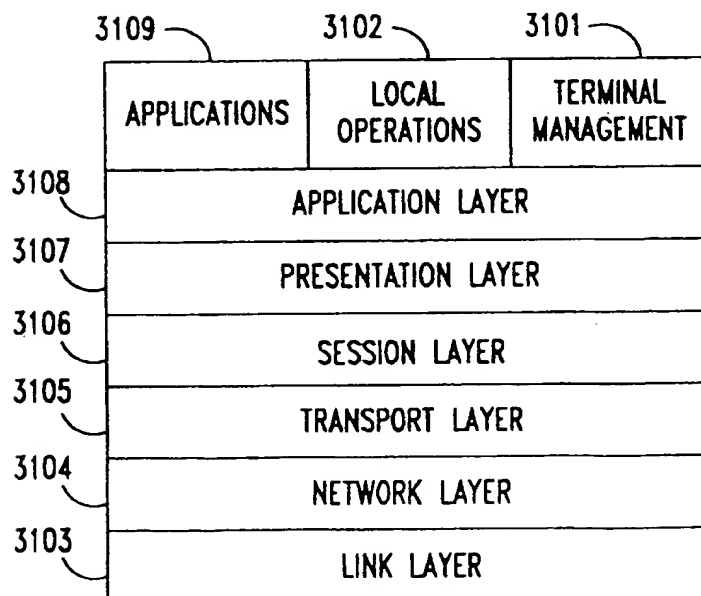 3109 3102 3101
APPLICATIONS
LOCAL
OPERATIONS
TERMINAL
MANAGEMENT
3108
APPLICATION LAYER
3107
PRESENTATION LAYER
3106
SESSION LAYER
3105
TRANSPORT LAYER
3104
NETWORK LAYER
3103
LINK LAYER